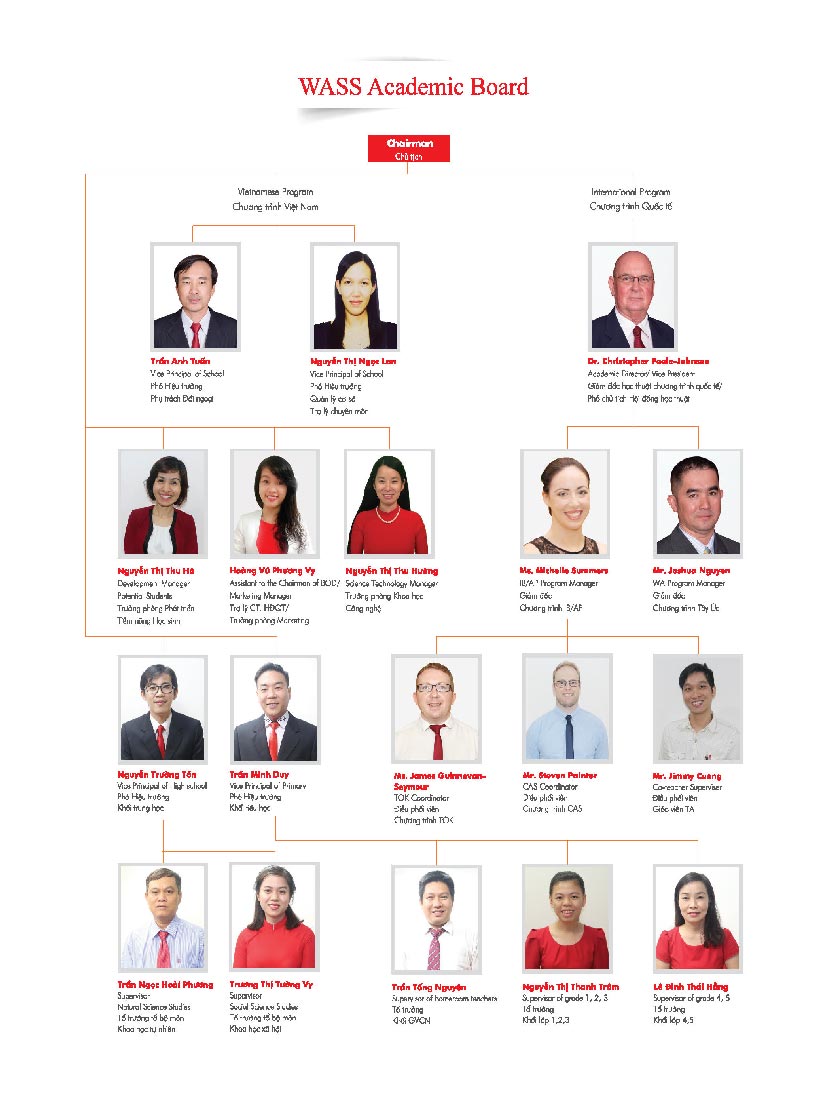 WASS Academic Board
Chairman
Chủ tịch
Vietnamese Program
Chương trình Việt Nam
International Program
Chương trình Quốc tế
Trần Anh Tuấn
Vice Principal of School
Phó Hiệu trưởng
Phụ trách Đối ngoại
Nguyễn Thị Ngọc Lan
Vice Principal of School
Phó Hiệu trưởng
Quản lý cơ sở
Trợ lý chuyên môn
Dr. Christopher Poole-Johnson
Academic Director/ Vice President
Giám đốc học thuật chương trình quốc tế/
Phó chủ tịch Hội đồng học thuật
Nguyễn Thị Thu Hà
Development Manager
Potential Students
Trưởng phòng Phát triển
Tiềm năng Học sinh
Hoàng Vũ Phương Vy
Assistant to the Chairman of BOD/
Marketing Manager
Trợ lý CT. HĐQT/
Trưởng phòng Marketing
Nguyễn Thị Thu Hương
Science Technology Manager
Trưởng phòng Khoa học
Công nghệ
Ms. Michelle Summers
IB/AP Program Manager
Giám đốc
Chương trình IB/AP
Mr. Joshua Nguyen
WA Program Manager
Giám đốc
Chương trình Tây Úc
Nguyễn Trường Tồn
Vice Principal of High school
Phó Hiệu trưởng
Khối trung học
Trần Minh Duy
Vice Principal of Primary
Phó Hiệu trưởng
Khối tiểu học
Ms. James Guinnevan-
Seymour
TOK Coordinator
Điều phối viên
Chương trình TOK
Mr. Steven Painter
CAS Coordinator
Điều phối viên
Chương trình CAS
Mr. Jimmy Cuang
Co-teacher Supervisor
Điều phối viên
Giáo viên TA
Trần Ngọc Hoài Phương
Supervisor
Natural Science Studies
Tổ trưởng tổ bộ môn
Khoa học tự nhiên
Trương Thị Tường Vy
Supervisor
Social Science Studies
Tổ trưởng tổ bộ môn
Khoa học xã hội
Trần Tống Nguyên
Supervisor of homeroom teachers
Tổ trưởng
Khối GVCN
Nguyễn Thị Thanh Trâm
Supervisor of grade 1, 2, 3
Tổ trưởng
Khối lớp 1,2,3
Lê Đình Thái Hằng
Supervisor of grade 4, 5
Tổ trưởng
Khối lớp 4,5